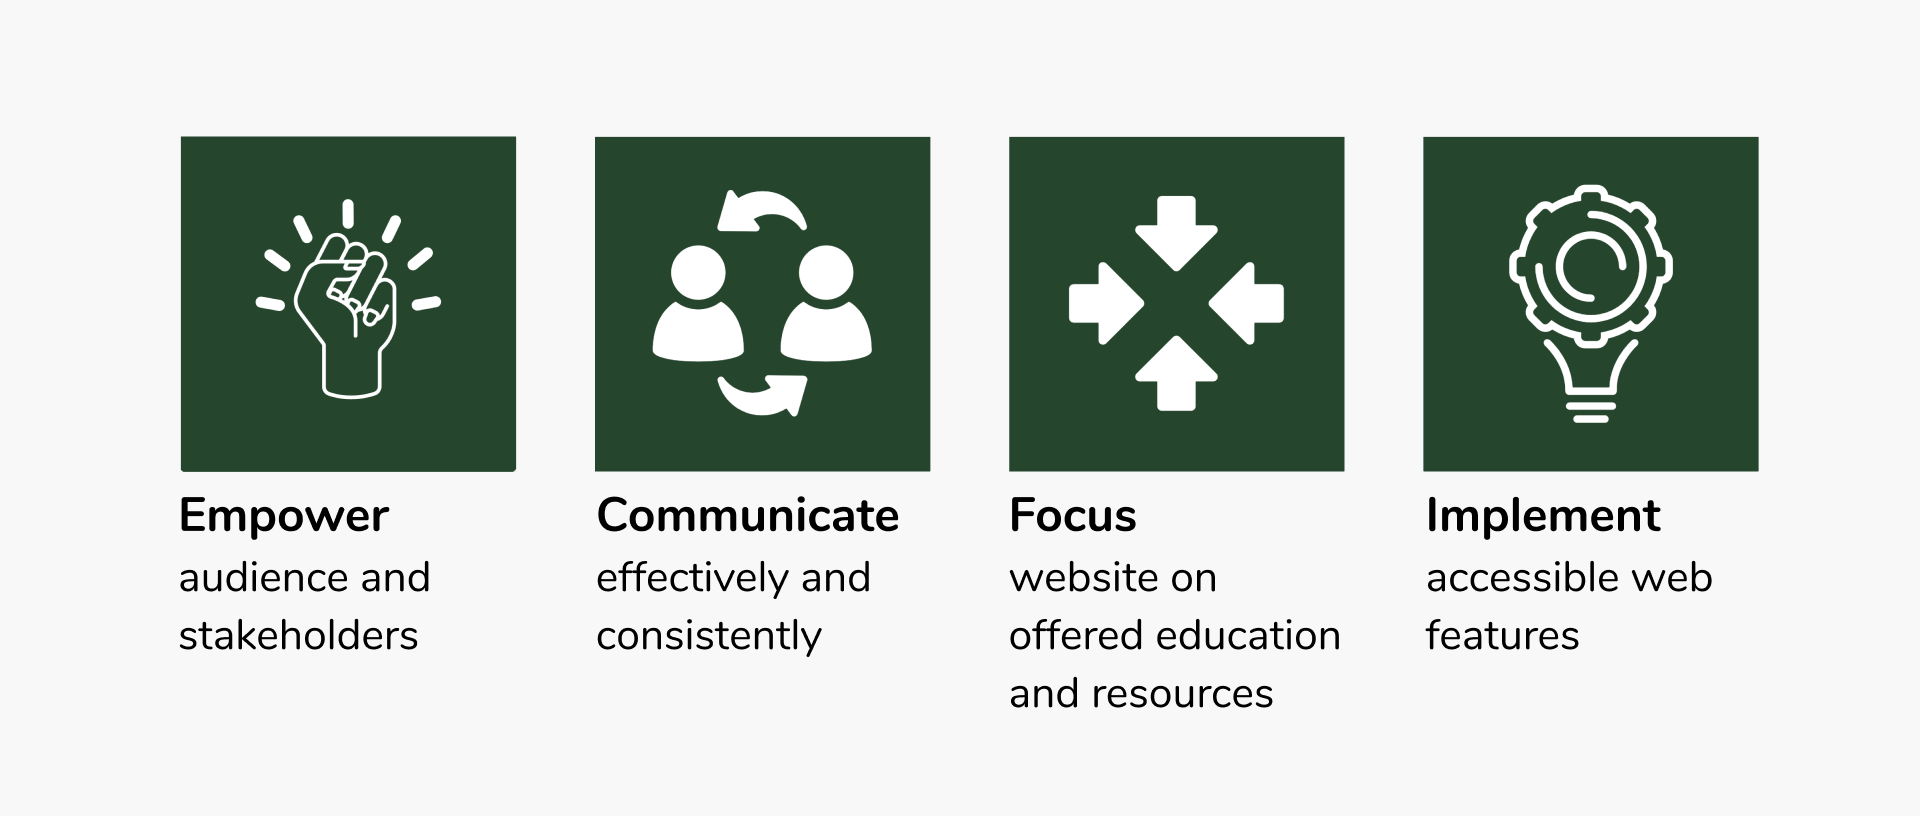 Empower
audience and
stakeholders
Communicate
effectively and
consistently
Focus
website on
offered education
and resources
Implement
accessible web
features